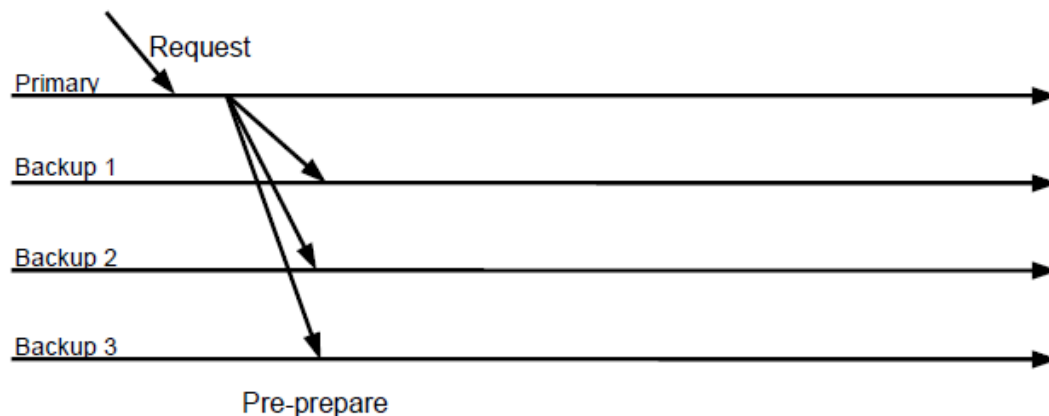 Request
Primary
Backup 1
Backup 2
Backup 3
Pre-prepare